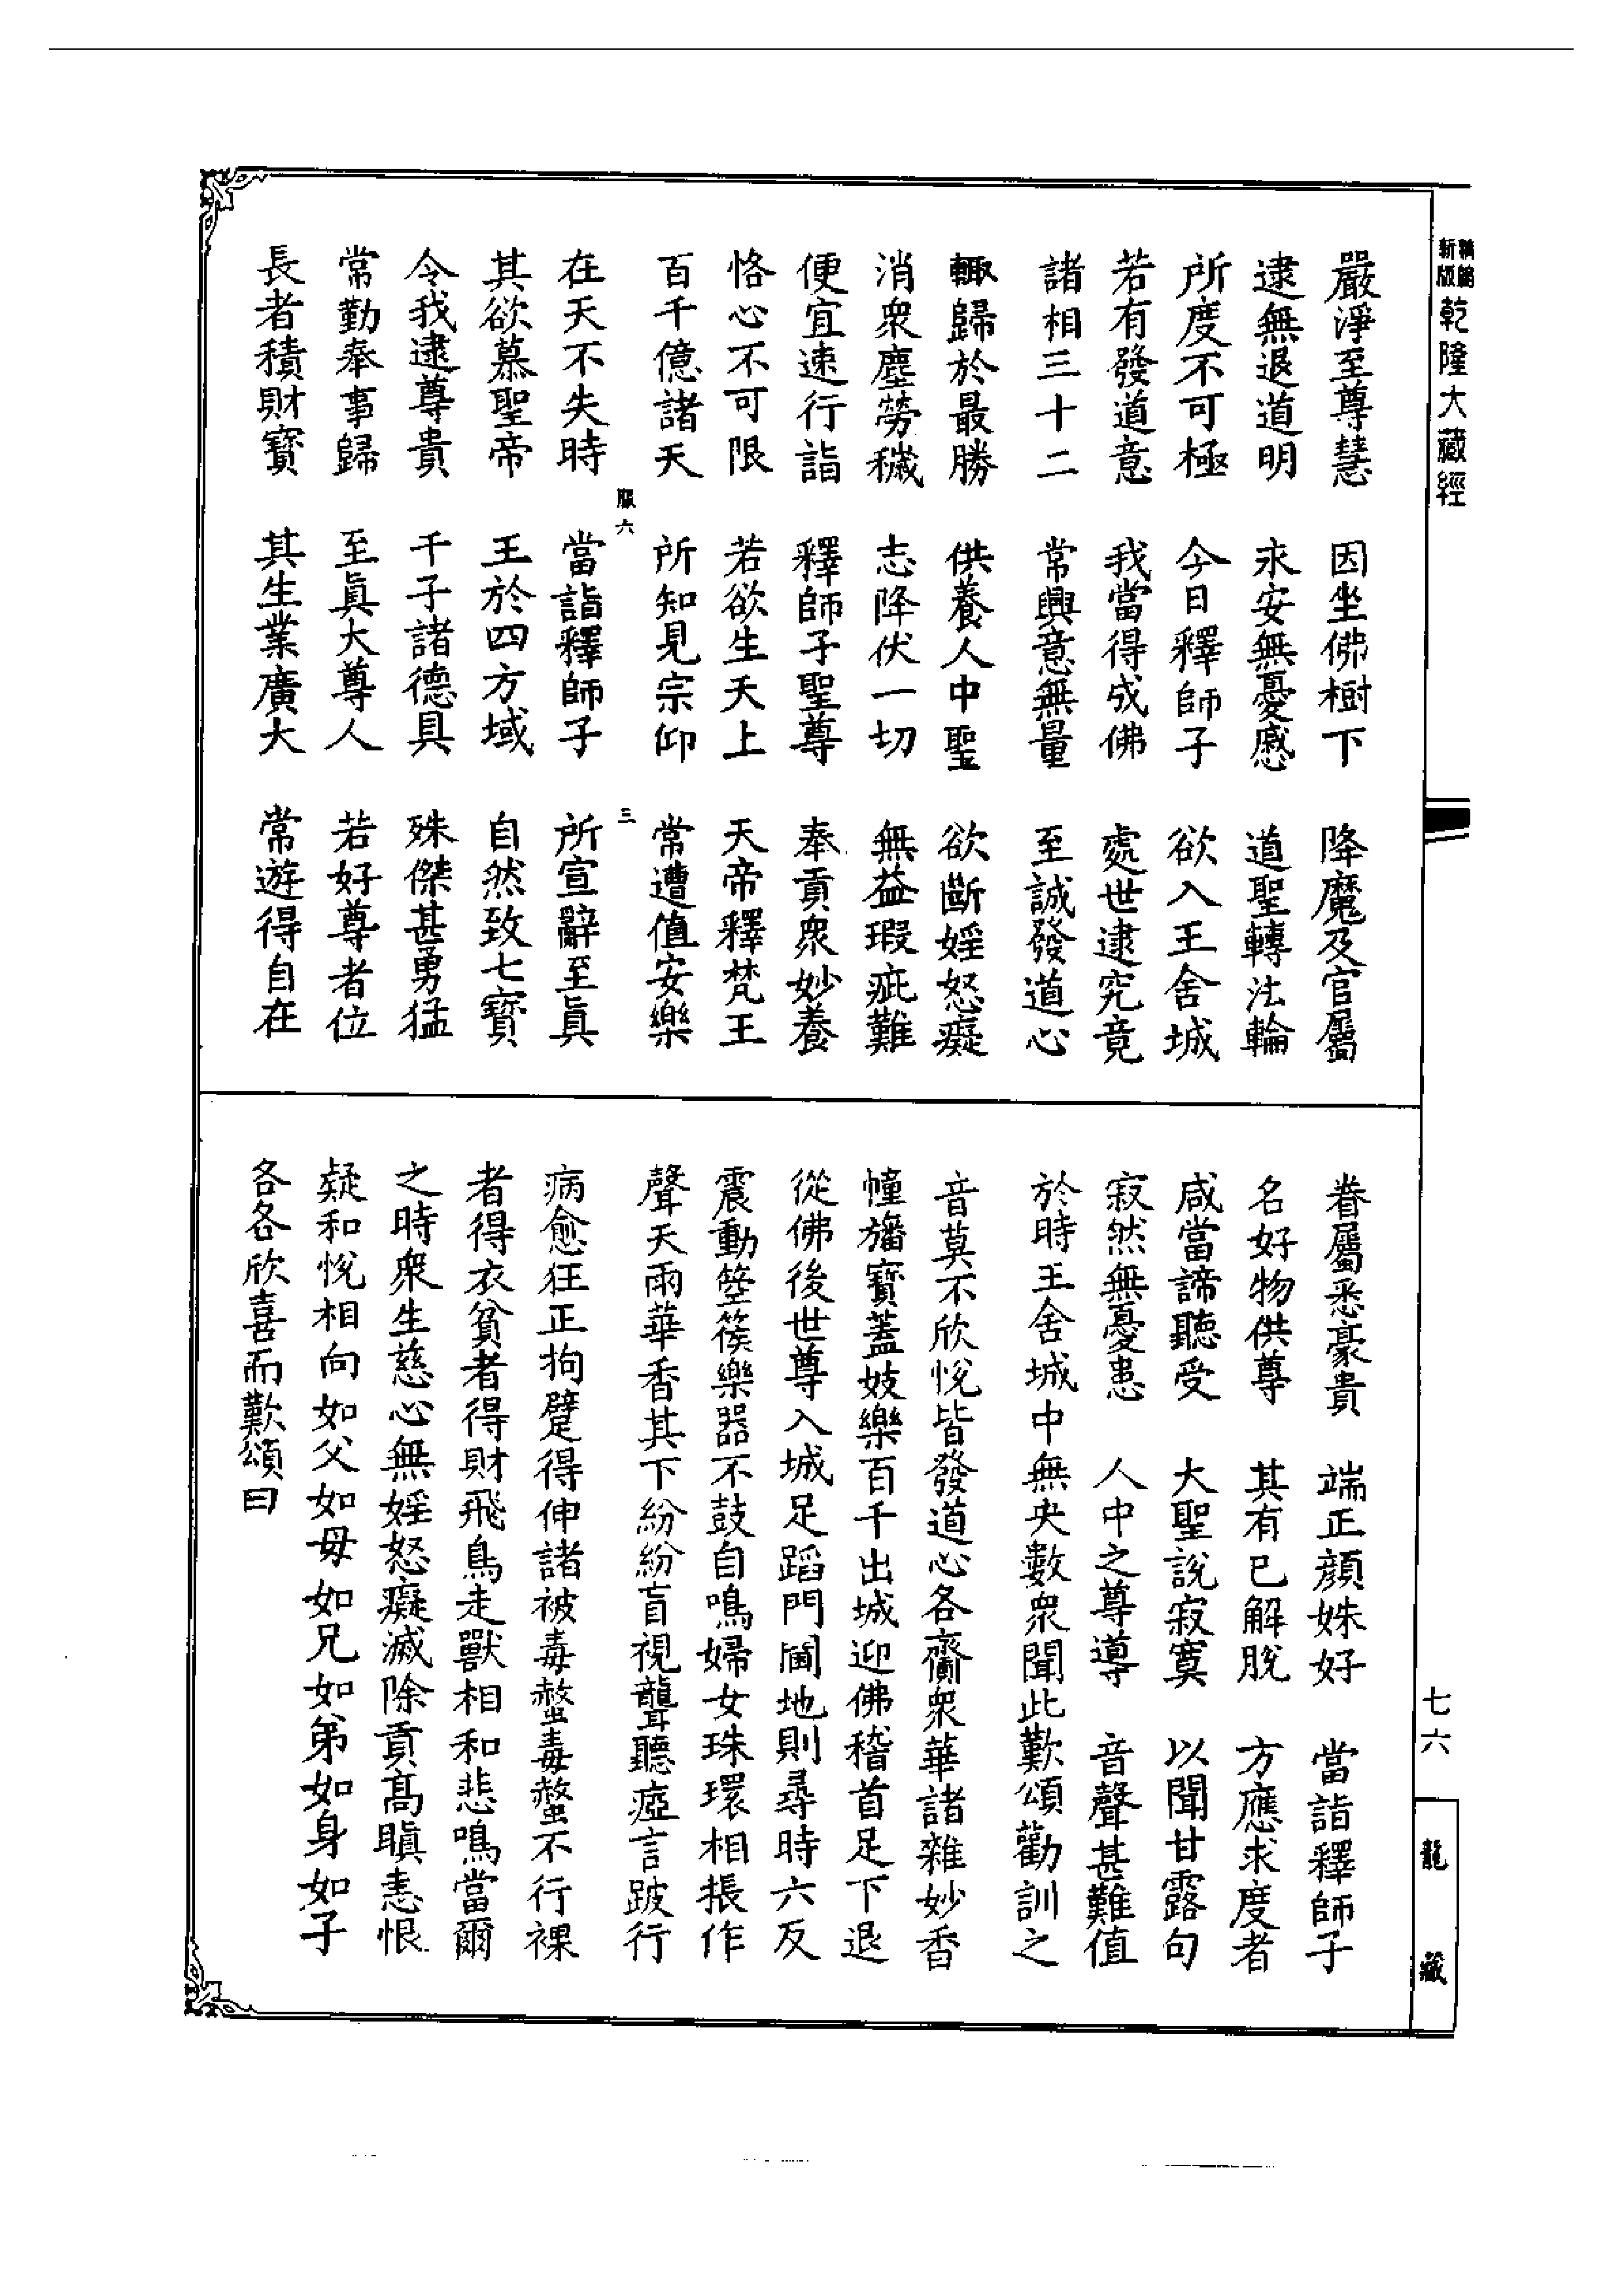 新版精縮乾隆大藏經
嚴淨至尊慧　因坐佛樹下　降魔及官屬
逮無退道明　永安無憂慼　道聖轉法輪
所度不可極　今日釋師子　欲入王舍城
若有發道意　我當得成佛　處世逮究竟
諸相三十二　常興意無量　至誠發道心
輒歸於最勝　供養人中聖　欲斷婬怒癡
消眾塵勞穢　志降伏一切　無益瑕疵難
便宜速行詣　釋師子聖尊　奉貢眾妙養
恪心不可限　若欲生天上　天帝釋梵王
百千億諸天　所知見宗仰　常遭值安樂
服六　三
在天不失時　當詣釋師子　所宣辭至眞
其欲慕聖帝　王於四方域　自然致七寶
令我逮尊貴　千子諸德具　殊傑甚勇猛
常勤奉事歸　至眞大尊人　若好尊者位
長者積財寶　其生業廣大　常遊得自在
眷屬悉豪貴　端正顏姝好　當詣釋師子
名好物供尊　其有已解脫　方應求度者
咸當諦聽受　大聖說寂寞　以聞甘露句
寂然無憂患　人中之尊導　音聲甚難值
於時王舍城中無央數眾聞此歎頌勸訓之
音莫不欣悅皆發道心各齎眾華諸雜妙香
幢旛寶蓋妓樂百千出城迎佛稽首足下退
從佛後世尊入城足蹈門閫地則尋時六反
震動箜篌樂器不鼓自鳴婦女珠環相振作
聲天雨華香其下紛紛盲視聾聽瘂言跛行
病愈狂正拘躄得伸諸被毒螫毒螫不行裸
者得衣貧者得財飛鳥走獸相和悲鳴當爾
之時眾生慈心無婬怒癡滅除貢高瞋恚恨
疑和悅相向如父如母如兄如弟如身如子
各各欣喜而歎頌曰
七六
龍藏